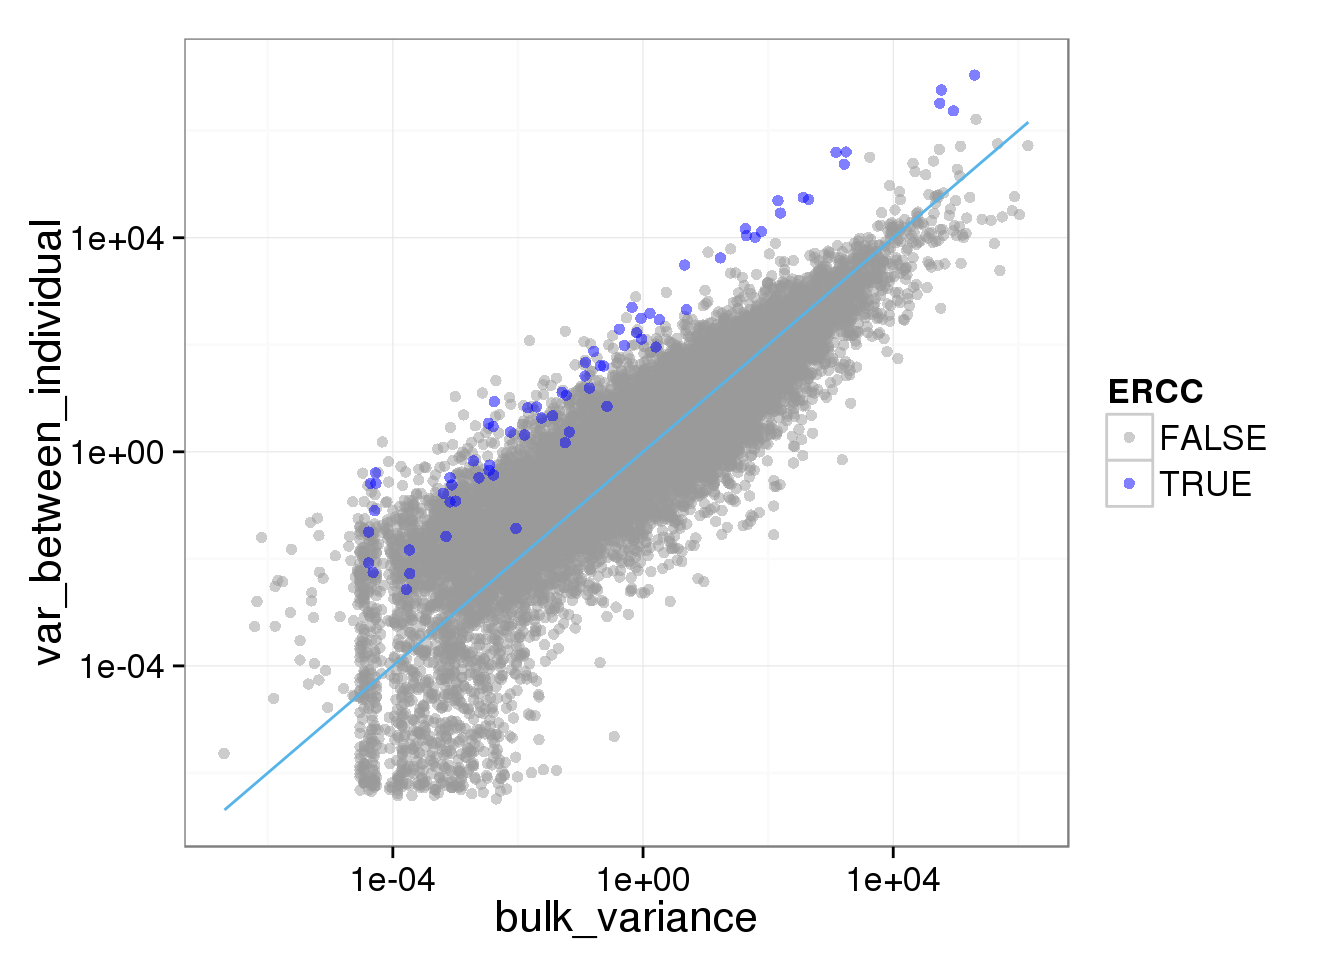 var_between_individual
1e+04
1e+00
1e-04
1e-04
1e+00
1e+04
bulk_variance
ERCC
FALSE
TRUE